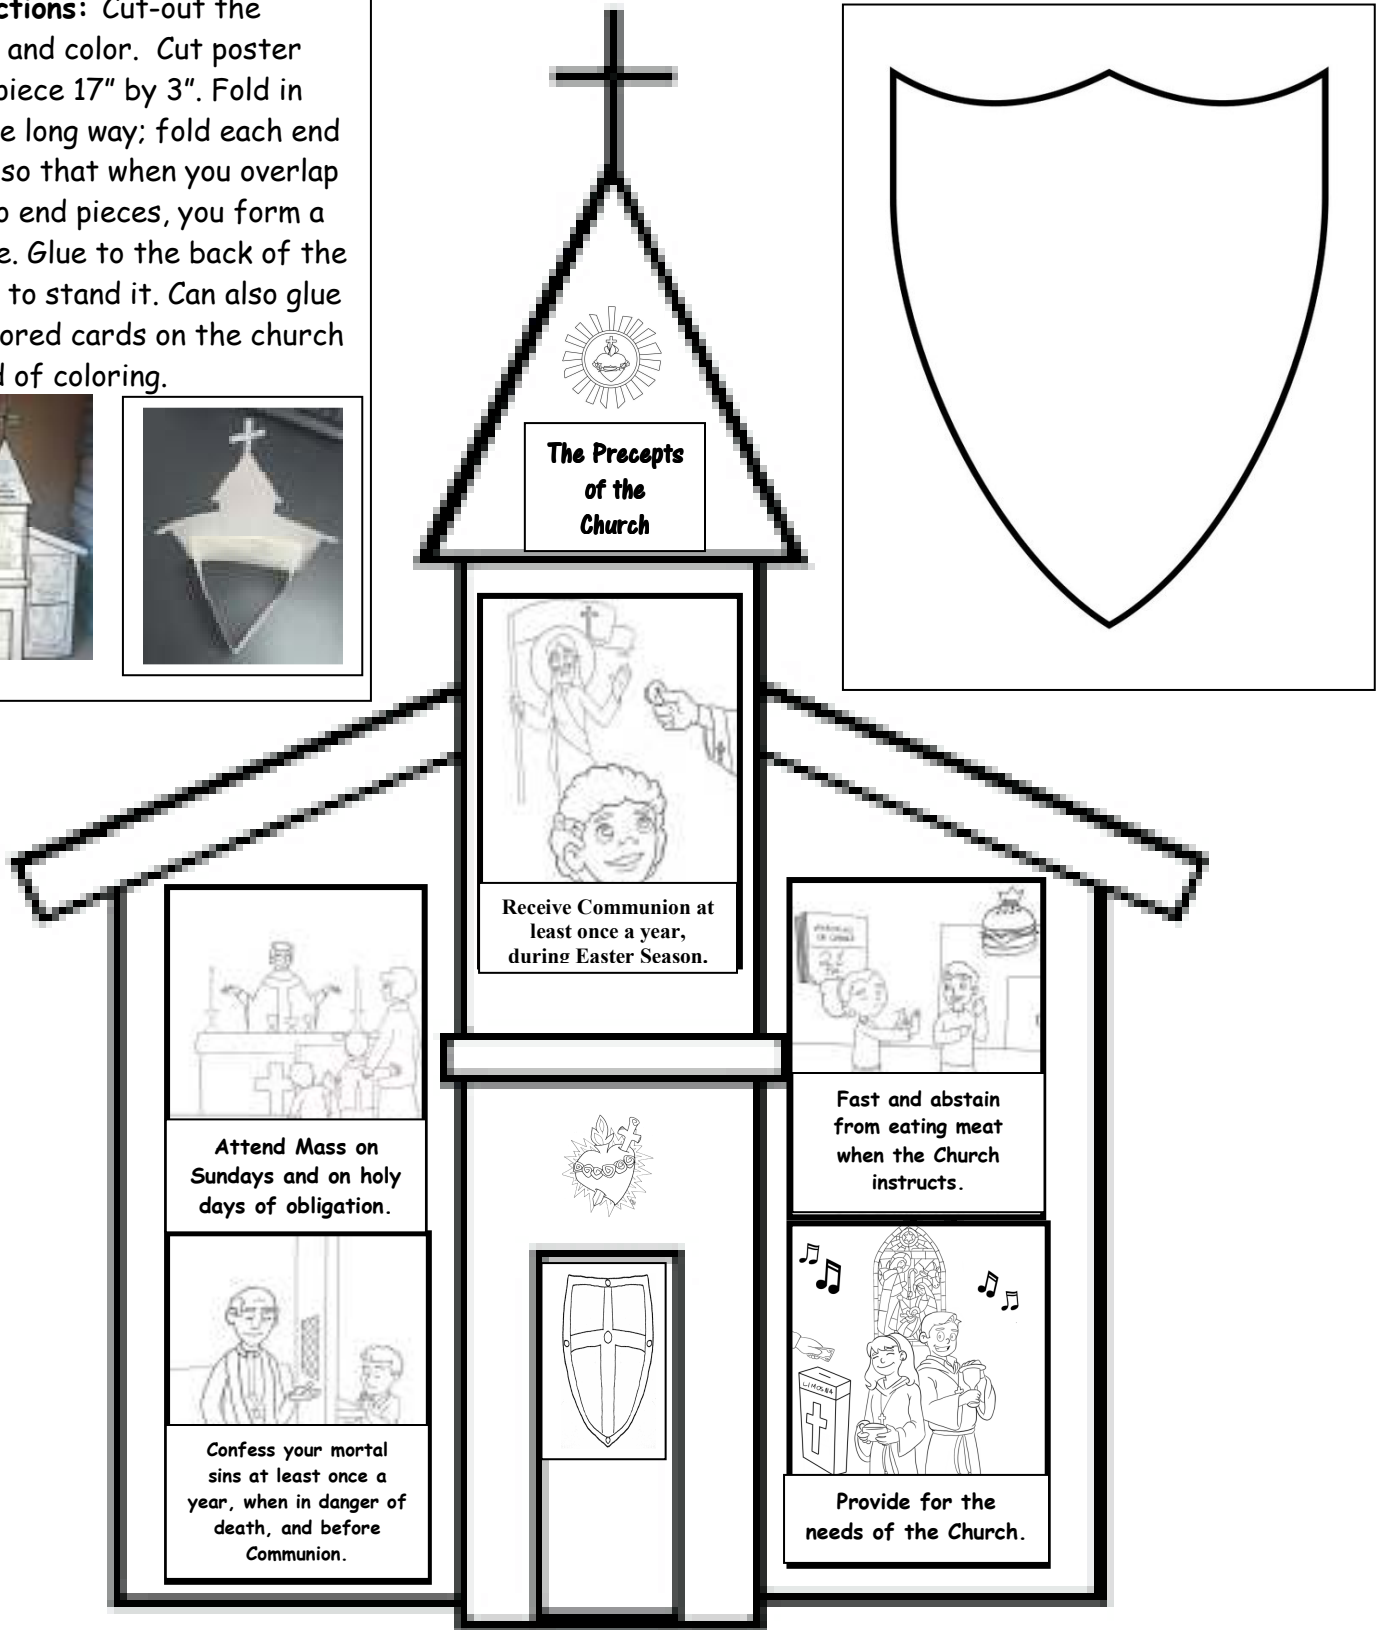 ctions: Cut-out the
and color. Cut poster
piece 17" by 3". Fold in
e long way; fold each end
so that when you overlap
o end pieces, you form a
e. Glue to the back of the
to stand it. Can also glue
ored cards on the church
d of coloring.
The Precepts
of the
Church
Receive Communion at
least once a year,
during Easter Season.
Attend Mass on
Sundays and on holy
days of obligation.
Confess your mortal
sins at least once a
year, when in danger of
death, and before
Communion.
Fast and abstain
from eating meat
when the Church
instructs.
LIMOSNA
Provide for the
needs of the Church.